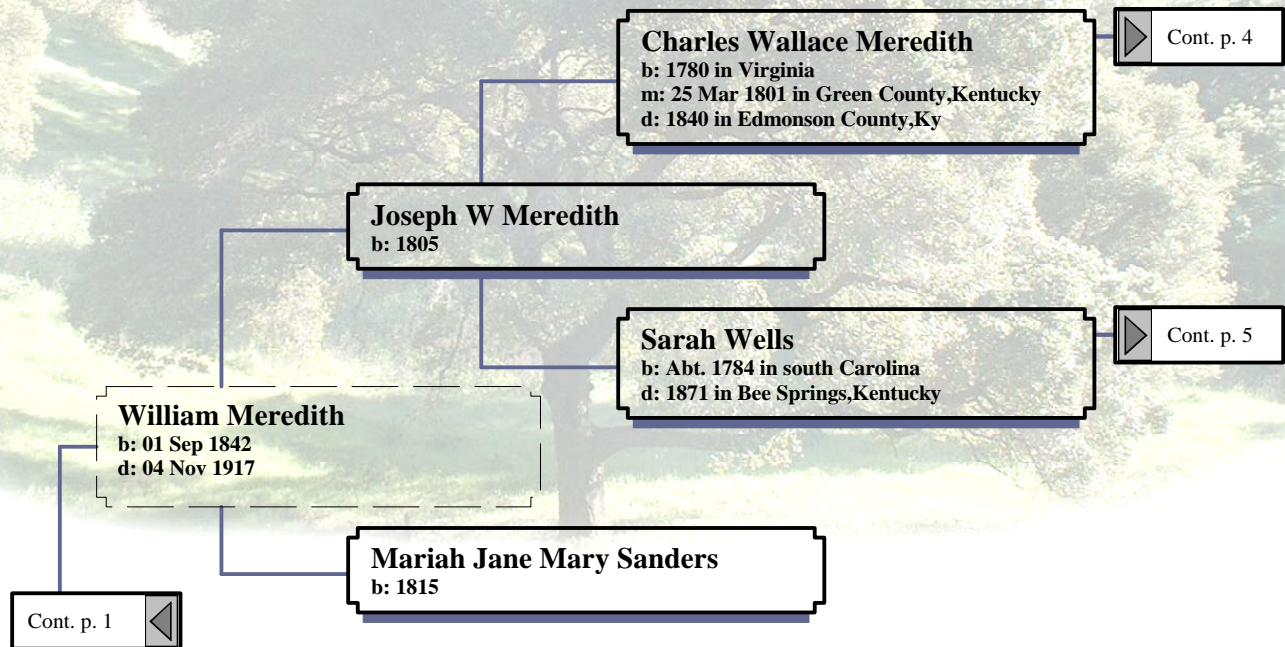 Charles Wallace Meredith
b: 1780 in Virginia
m: 25 Mar 1801 in Green County,Kentucky
d: 1840 in Edmonson County,Ky
Cont. p. 4
Joseph W Meredith
b: 1805
Sarah Wells
b: Abt. 1784 in south Carolina
d: 1871 in Bee Springs,Kentucky
Cont. p. 5
William Meredith
b: 01 Sep 1842
d: 04 Nov 1917
Mariah Jane Mary Sanders
b: 1815
Cont. p. 1